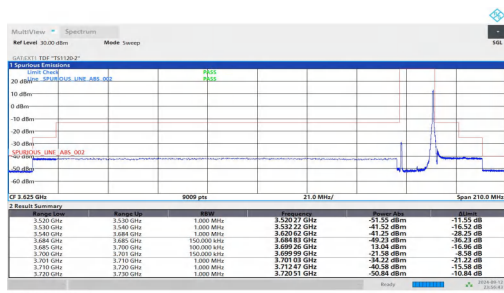 MultiView Spectrum
Ref Level 30.00 dBm Mode Sweep SGL
GAT:EXT1 TDF "TS1120-2"
1 Spurious Emissions
Limit Check PASS
20 dBm Line _SPURIOUS_LINE_ABS_002 PASS
10 dBm
0 dBm
-10 dBm
-20 dBm
-30 dBm
SPURIOUS_LINE_ABS_002
-40 dBm
-50 dBm
-60 dBm
CF 3.625 GHz 9009 pts 21.0 MHz/ Span 210.0 MHz
2 Result Summary
Range Low Range Up RBW Frequency Power Abs ΔLimit
3.520 GHz 3.530 GHz 1.000 MHz 3.520 27 GHz -51.55 dBm -11.55 dB
3.530 GHz 3.540 GHz 1.000 MHz 3.532 22 GHz -41.52 dBm -16.52 dB
3.540 GHz 3.684 GHz 1.000 MHz 3.620 62 GHz -41.25 dBm -28.25 dB
3.684 GHz 3.685 GHz 150.000 kHz 3.684 83 GHz -49.23 dBm -36.23 dB
3.685 GHz 3.700 GHz 100.000 kHz 3.699 26 GHz 13.04 dBm -16.96 dB
3.700 GHz 3.701 GHz 150.000 kHz 3.699 99 GHz -21.58 dBm -8.58 dB
3.701 GHz 3.710 GHz 1.000 MHz 3.701 03 GHz -34.22 dBm -21.22 dB
3.710 GHz 3.720 GHz 1.000 MHz 3.712 47 GHz -40.58 dBm -15.58 dB
3.720 GHz 3.730 GHz 1.000 MHz 3.720 51 GHz -50.84 dBm -10.84 dB
Ready